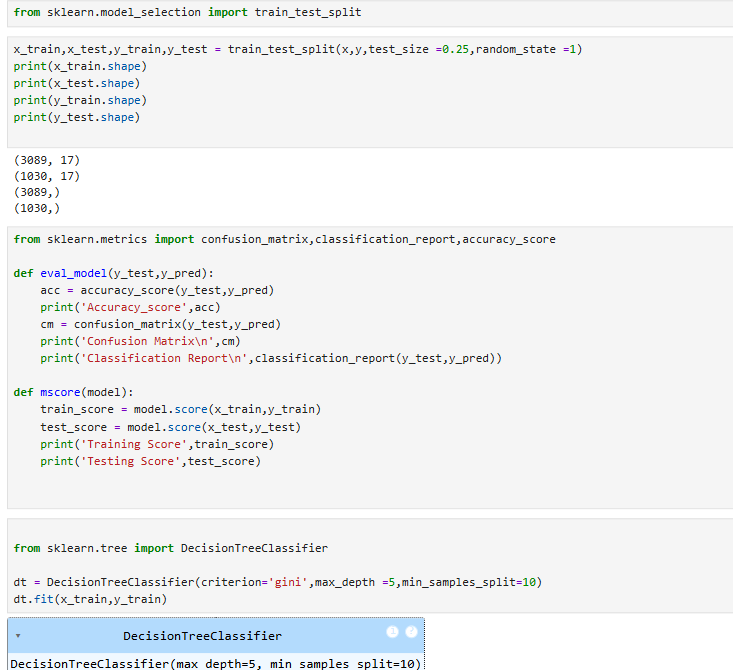 from sklearn.model_selection import train_test_split
x_train,x_test,y_train,y_test = train_test_split(x,y,test_size =0.25,random_state =1)
print(x_train.shape)
print(x_test.shape)
print(y_train.shape)
print(y_test.shape)
(3089, 17)
(1030, 17)
(3089,)
(1030,)
from sklearn.metrics import confusion_matrix,classification_report,accuracy_score
def eval_model(y_test,y_pred):
    acc = accuracy_score(y_test,y_pred)
    print('Accuracy_score',acc)
    cm = confusion_matrix(y_test,y_pred)
    print('Confusion Matrix\n',cm)
    print('Classification Report\n',classification_report(y_test,y_pred))
def mscore(model):
    train_score = model.score(x_train,y_train)
    test_score = model.score(x_test,y_test)
    print('Training Score',train_score)
    print('Testing Score',test_score)
from sklearn.tree import DecisionTreeClassifier
dt = DecisionTreeClassifier(criterion='gini',max_depth =5,min_samples_split=10)
dt.fit(x_train,y_train)
DecisionTreeClassifier
DecisionTreeClassifier(max_depth=5, min_samples_split=10)